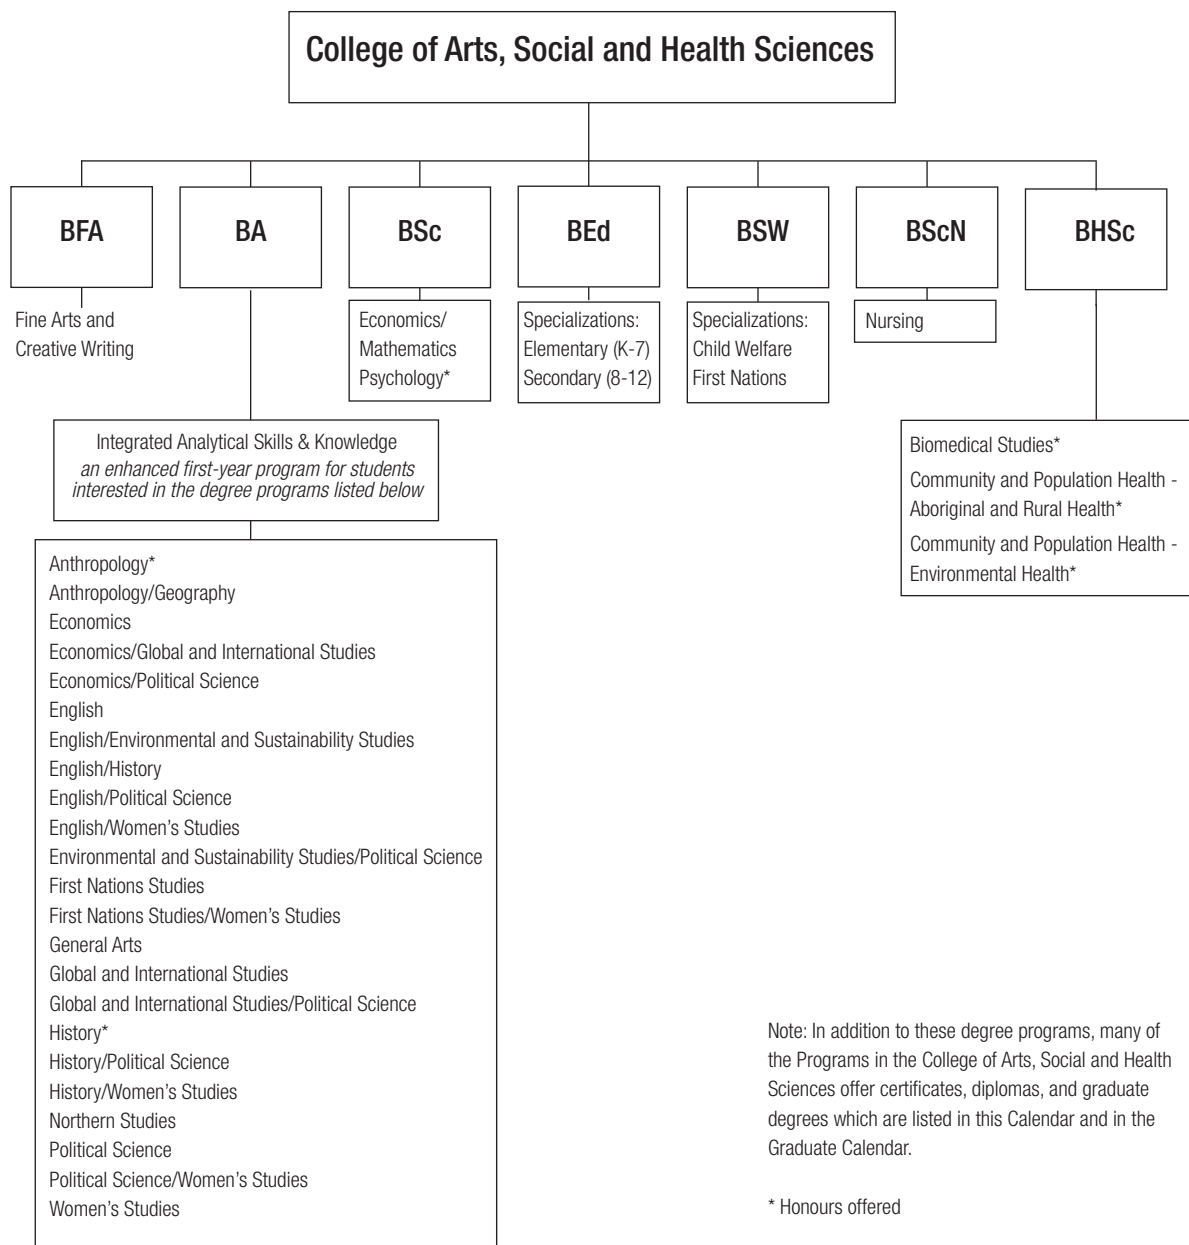 College of Arts, Social and Health Sciences
BFA
BA
BSc
BEd
BSW
BScN
BHSc
Fine Arts and
Creative Writing
Economics/
Mathematics
Psychology*
Specializations:
Elementary (K-7)
Secondary (8-12)
Specializations:
Child Welfare
First Nations
Nursing
Integrated Analytical Skills & Knowledge
an enhanced first-year program for students
interested in the degree programs listed below
Biomedical Studies*
Community and Population Health -
Aboriginal and Rural Health*
Community and Population Health -
Environmental Health*
Anthropology*
Anthropology/Geography
Economics
Economics/Global and International Studies
Economics/Political Science
English
English/Environmental and Sustainability Studies
English/History
English/Political Science
English/Women's Studies
Environmental and Sustainability Studies/Political Science
First Nations Studies
First Nations Studies/Women's Studies
General Arts
Global and International Studies
Global and International Studies/Political Science
History*
History/Political Science
History/Women's Studies
Northern Studies
Political Science
Political Science/Women's Studies
Women's Studies
Note: In addition to these degree programs, many of
the Programs in the College of Arts, Social and Health
Sciences offer certificates, diplomas, and graduate
degrees which are listed in this Calendar and in the
Graduate Calendar.
* Honours offered